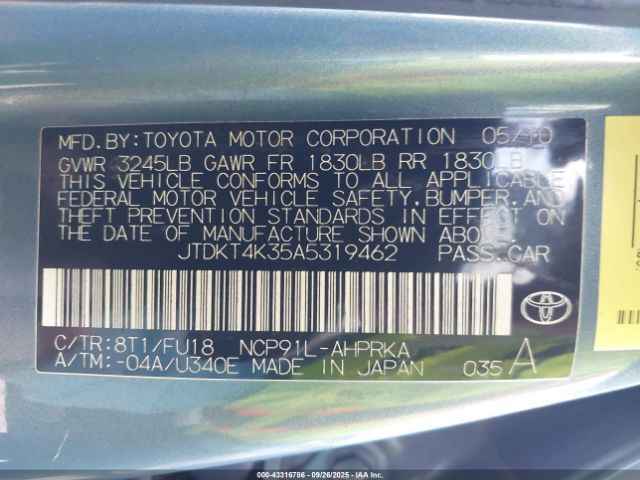 MFD. BY: TOYOTA MOTOR CORPORATION 05/10
GVWR 3245LB GAWR FR 1830LB RR 1830LB
THIS VEHICLE CONFORMS TO ALL APPLICABLE
FEDERAL MOTOR VEHICLE SAFETY, BUMPER, AND
THEFT PREVENTION STANDARDS IN EFFECT ON THE
DATE OF MANUFACTURE SHOWN ABOVE.
JTDKT4K35A5319462 PASS. CAR
C/TR: 8T1/FU18 NCP91L-AHPRKA
A/TM: -04A/U340E MADE IN JAPAN 035 A
TOYOTA
000-43316786 - 09/26/2025 - IAAI.COM